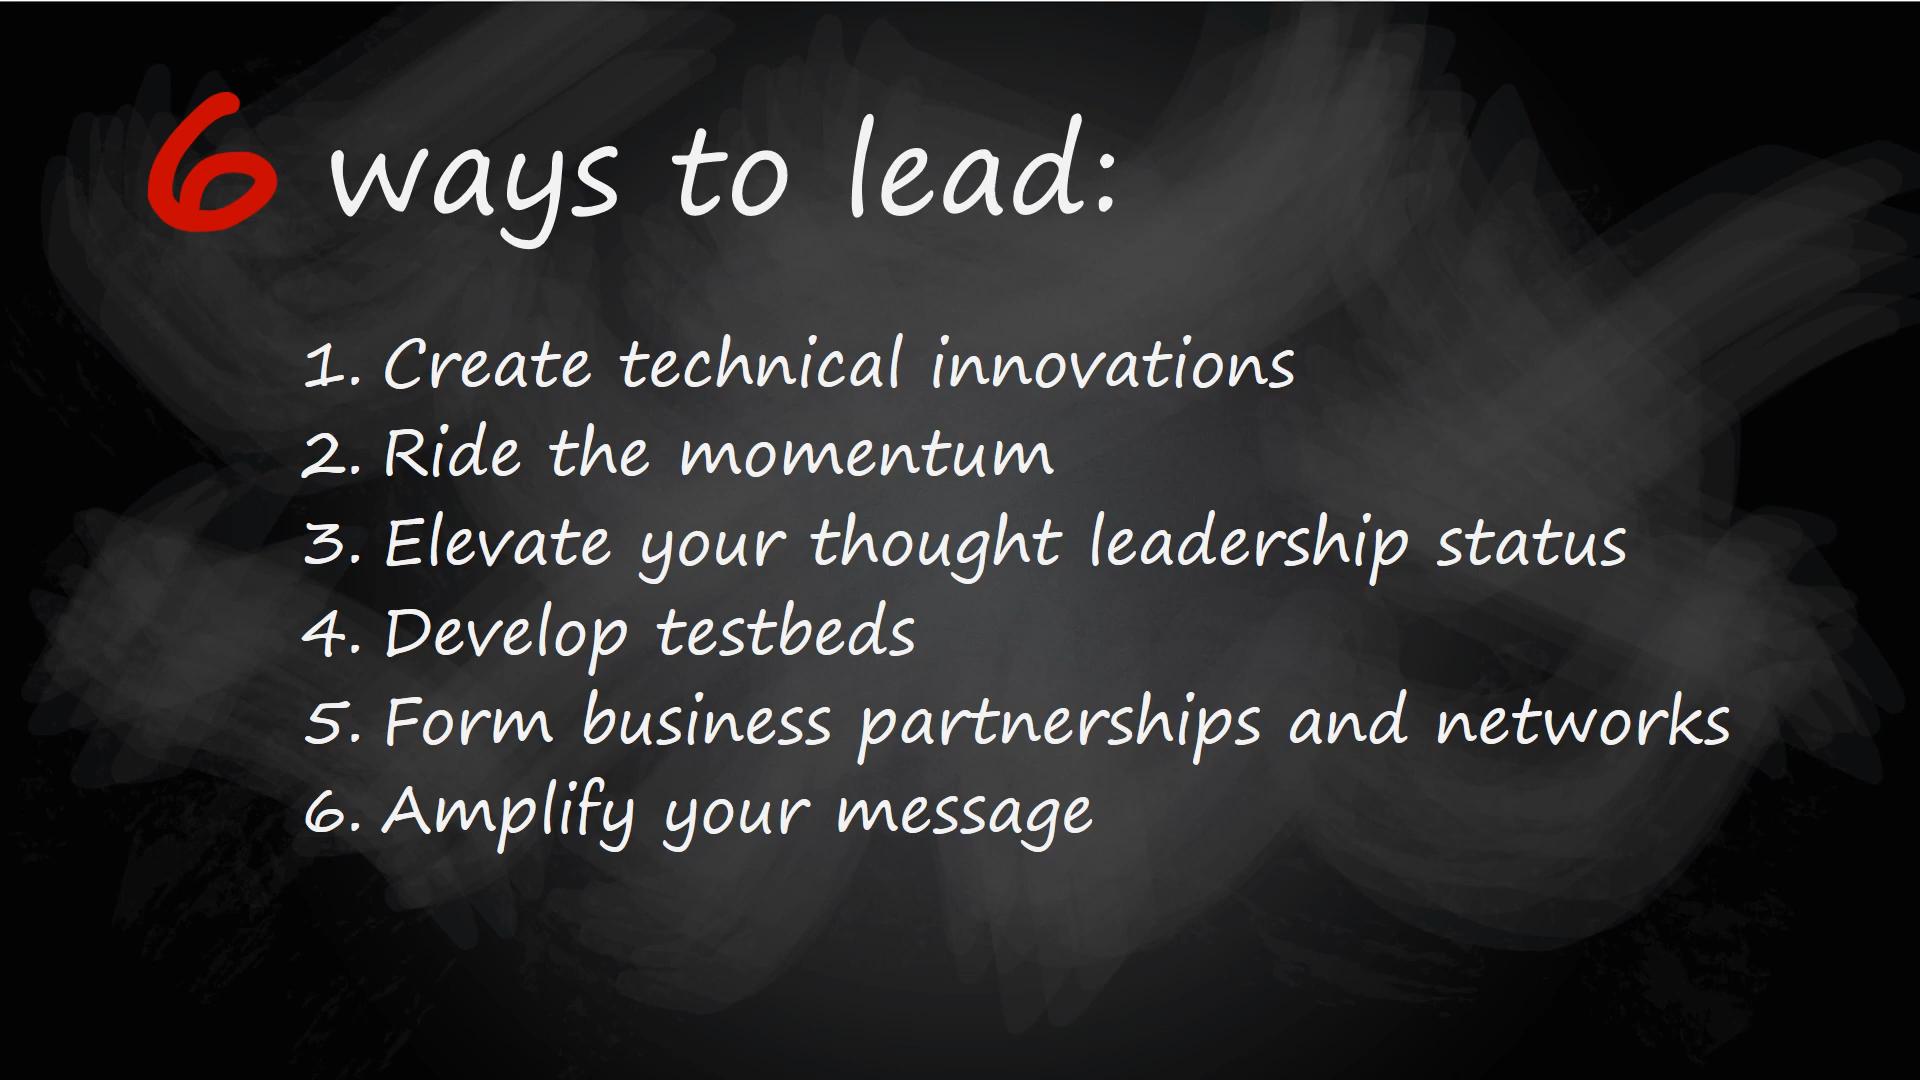 6 ways to lead:
1. Create technical innovations
2. Ride the momentum
3. Elevate your thought leadership status
4. Develop testbeds
5. Form business partnerships and networks
6. Amplify your message